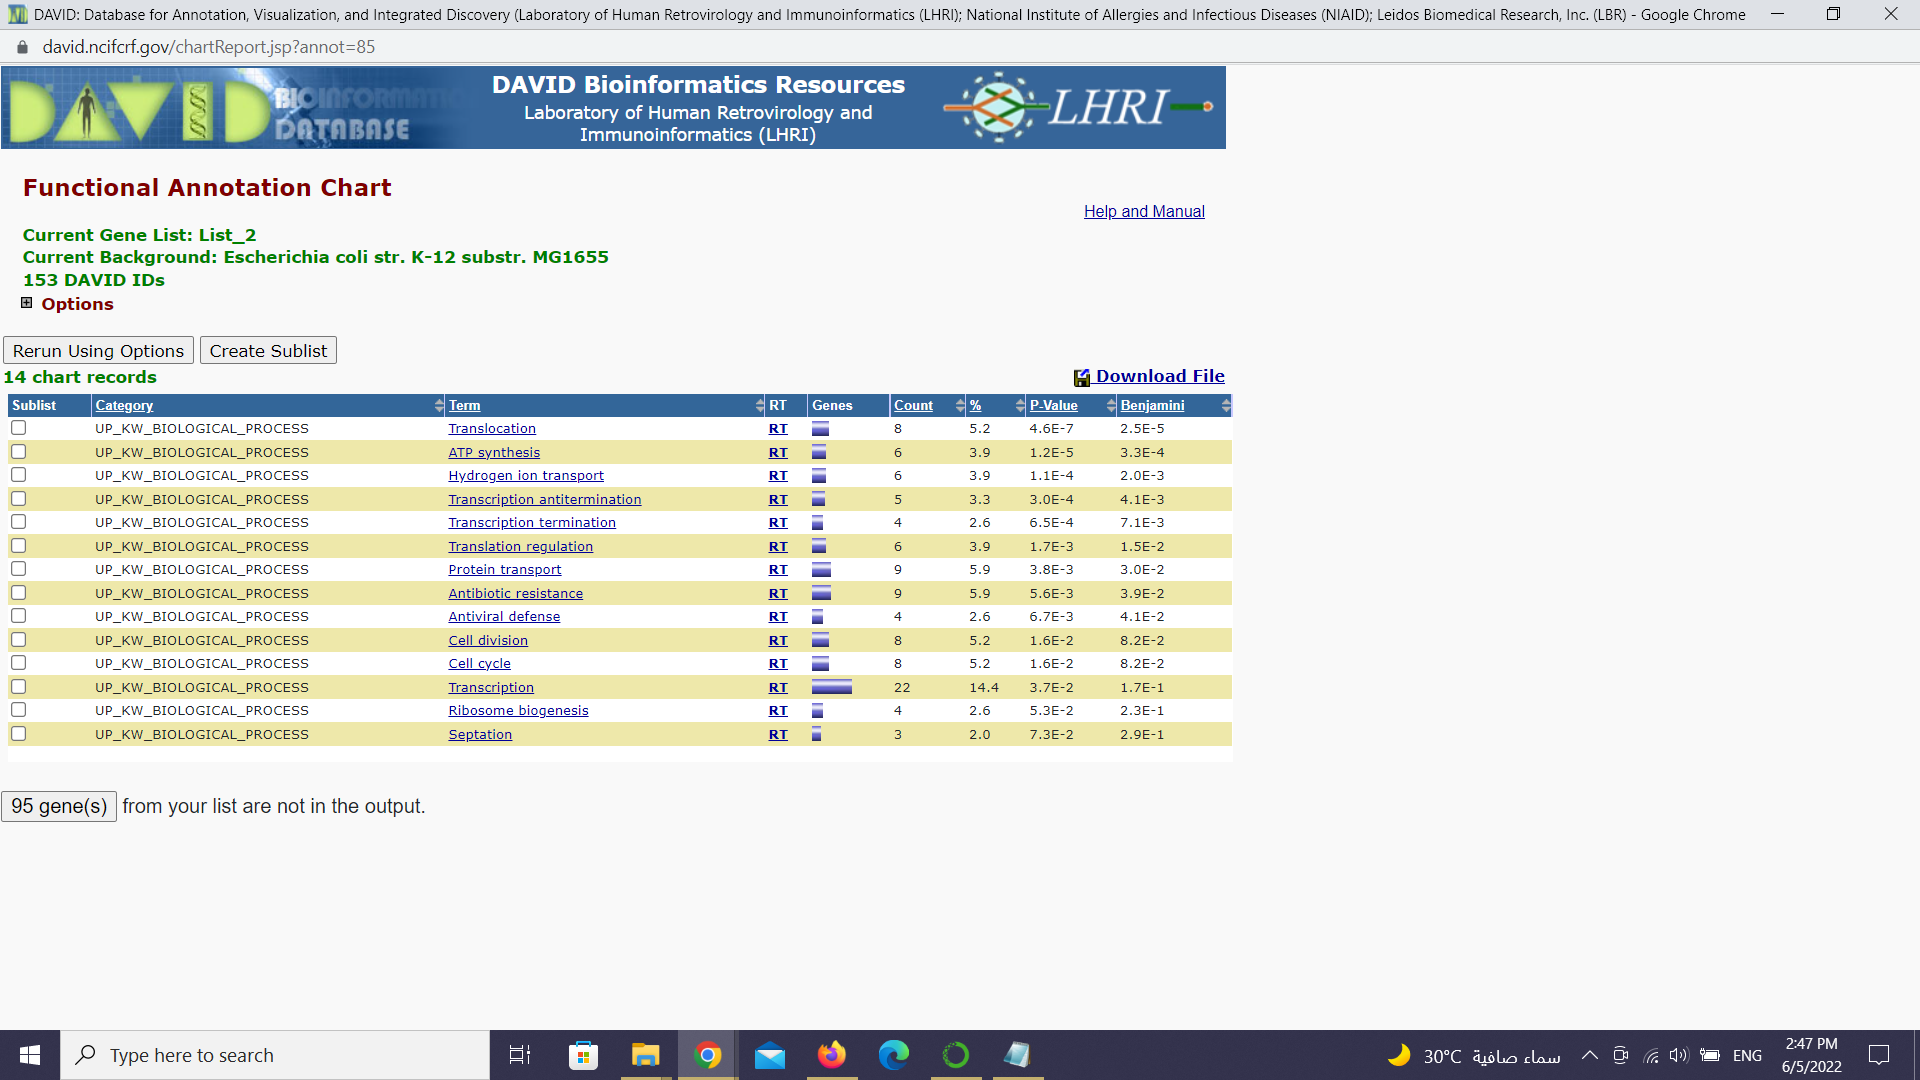 DAVID: Database for Annotation, Visualization, and Integrated Discovery (Laboratory of Human Retrovirology and Immunoinformatics (LHRI); National Institute of Allergies and Infectious Diseases (NIAID); Leidos Biomedical Research, Inc. (LBR) - Google Chrome
david.ncifcrf.gov/chartReport.jsp?annot=85
DAVID BIOINFORMATICS DATABASE
DAVID Bioinformatics Resources
Laboratory of Human Retrovirology and
Immunoinformatics (LHRI)
LHRI
Functional Annotation Chart
Help and Manual
Current Gene List: List_2
Current Background: Escherichia coli str. K-12 substr. MG1655
153 DAVID IDs
Options
Rerun Using Options Create Sublist
14 chart records Download File
Sublist Category Term RT Genes Count % P-Value Benjamini
UP_KW_BIOLOGICAL_PROCESS Translocation RT 8 5.2 4.6E-7 2.5E-5
UP_KW_BIOLOGICAL_PROCESS ATP synthesis RT 6 3.9 1.2E-5 3.3E-4
UP_KW_BIOLOGICAL_PROCESS Hydrogen ion transport RT 6 3.9 1.1E-4 2.0E-3
UP_KW_BIOLOGICAL_PROCESS Transcription antitermination RT 5 3.3 3.0E-4 4.1E-3
UP_KW_BIOLOGICAL_PROCESS Transcription termination RT 4 2.6 6.5E-4 7.1E-3
UP_KW_BIOLOGICAL_PROCESS Translation regulation RT 6 3.9 1.7E-3 1.5E-2
UP_KW_BIOLOGICAL_PROCESS Protein transport RT 9 5.9 3.8E-3 3.0E-2
UP_KW_BIOLOGICAL_PROCESS Antibiotic resistance RT 9 5.9 5.6E-3 3.9E-2
UP_KW_BIOLOGICAL_PROCESS Antiviral defense RT 4 2.6 6.7E-3 4.1E-2
UP_KW_BIOLOGICAL_PROCESS Cell division RT 8 5.2 1.6E-2 8.2E-2
UP_KW_BIOLOGICAL_PROCESS Cell cycle RT 8 5.2 1.6E-2 8.2E-2
UP_KW_BIOLOGICAL_PROCESS Transcription RT 22 14.4 3.7E-2 1.7E-1
UP_KW_BIOLOGICAL_PROCESS Ribosome biogenesis RT 4 2.6 5.3E-2 2.3E-1
UP_KW_BIOLOGICAL_PROCESS Septation RT 3 2.0 7.3E-2 2.9E-1
95 gene(s) from your list are not in the output.
Type here to search
30°C سماء صافية
ENG
2:47 PM
6/5/2022